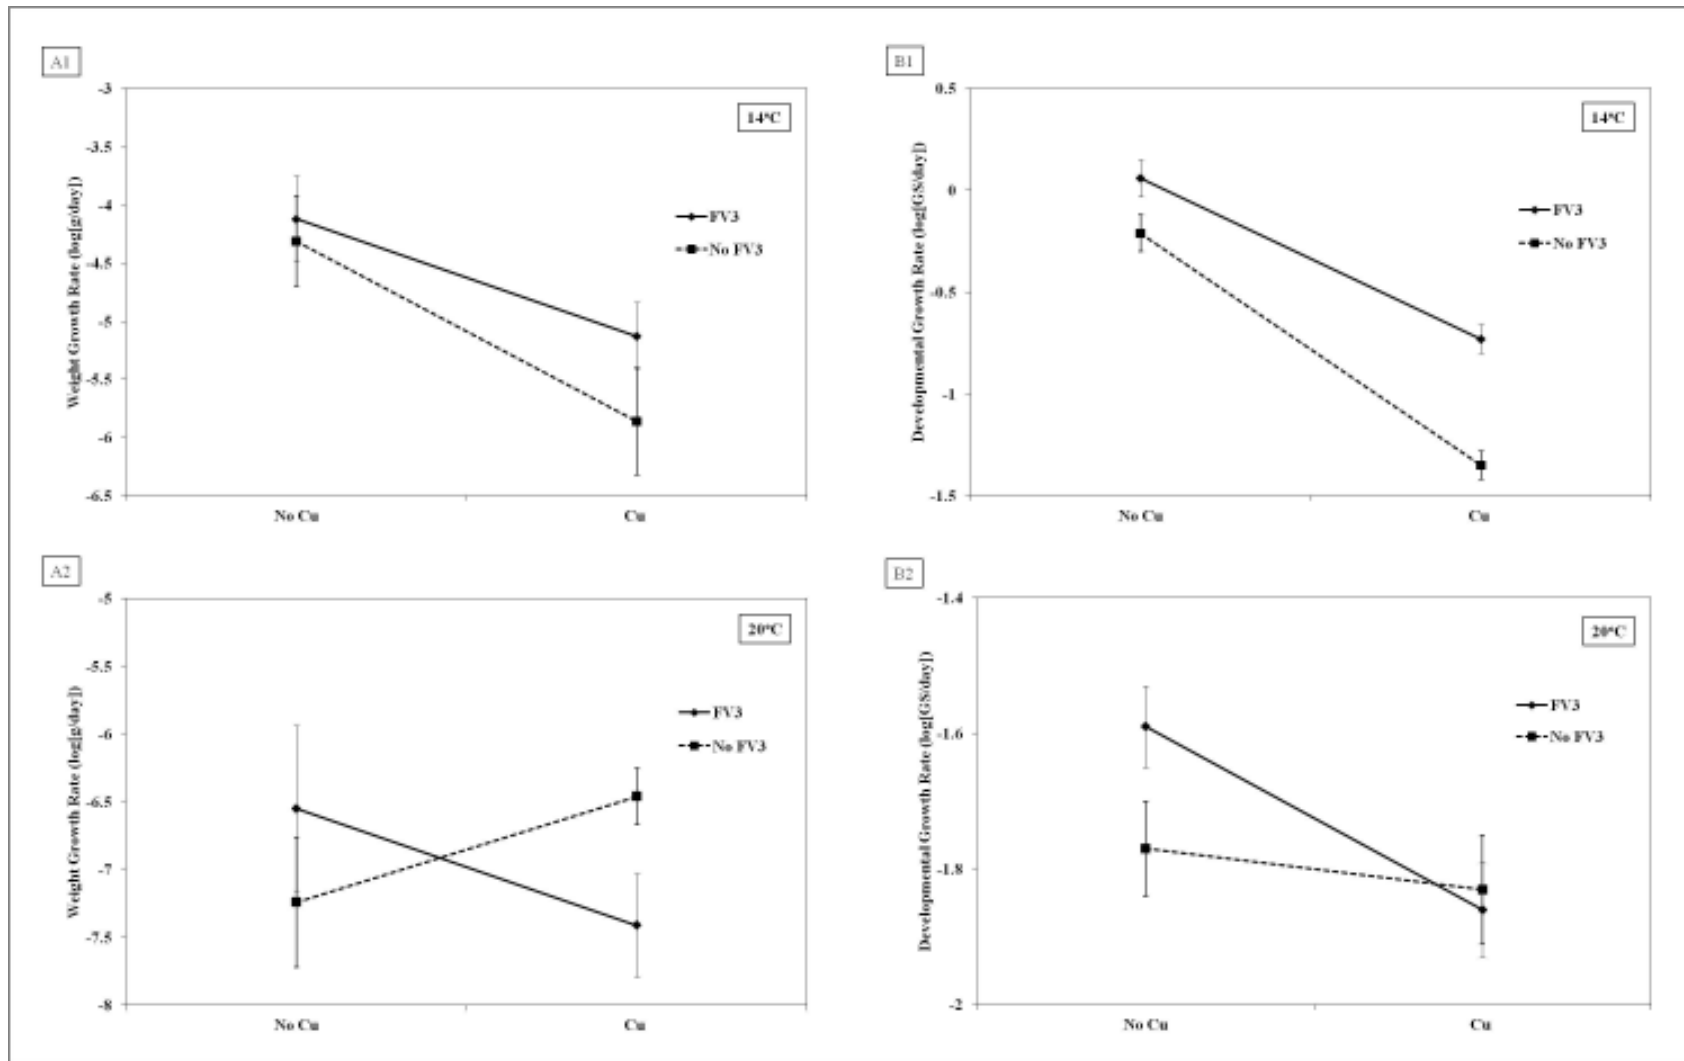 A1
14°C
Weight Growth Rate (log[g/day])
-3
-3.5
-4
-4.5
-5
-5.5
-6
-6.5
FV3
No FV3
No Cu
Cu
B1
14°C
Developmental Growth Rate (log[GS/day])
0.5
0
-0.5
-1
-1.5
FV3
No FV3
No Cu
Cu
A2
20°C
Weight Growth Rate (log[g/day])
-5
-5.5
-6
-6.5
-7
-7.5
-8
FV3
No FV3
No Cu
Cu
B2
20°C
Developmental Growth Rate (log[GS/day])
-1.4
-1.6
-1.8
-2
FV3
No FV3
No Cu
Cu